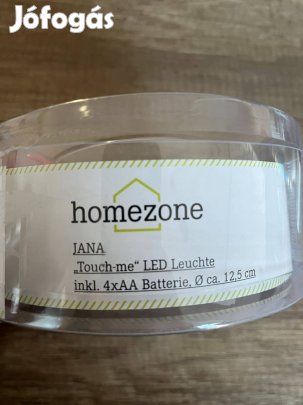 Jófogás
homezone
JANA
„Touch-me“ LED Leuchte
inkl. 4xAA Batterie, Ø ca. 12,5 cm